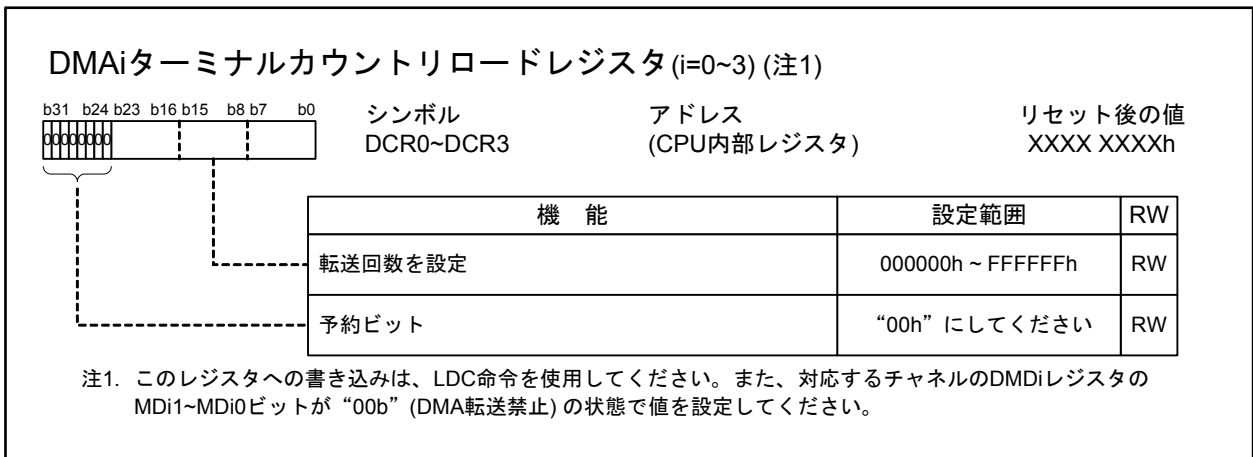 DMAiターミナルカウントリロードレジスタ(i=0~3) (注1)
b31 b24 b23 b16 b15 b8 b7 b0
00000000
シンボル アドレス リセット後の値
DCR0~DCR3 (CPU内部レジスタ) XXXX XXXXh
機 能 設定範囲 RW
転送回数を設定 000000h ~ FFFFFFh RW
予約ビット “00h”にしてください RW
注1. このレジスタへの書き込みは、LDC命令を使用してください。また、対応するチャネルのDMDiレジスタの
MDi1~MDi0ビットが“00b”(DMA転送禁止) の状態で値を設定してください。